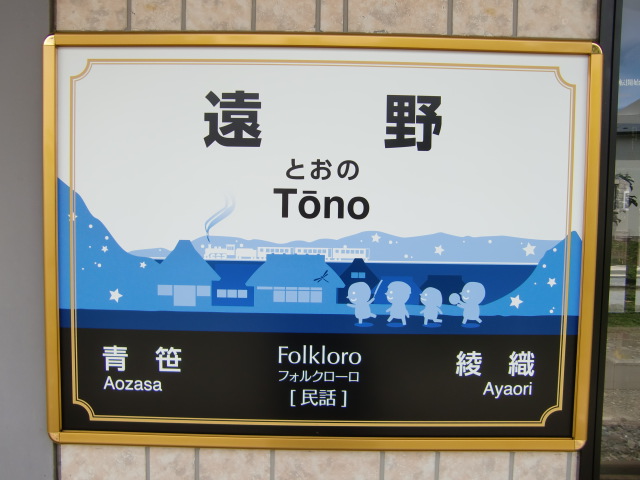 遠野
とおの
Tōno
青笹
Aozasa
Folkloro
フォルクローロ
[民話]
綾織
Ayaori